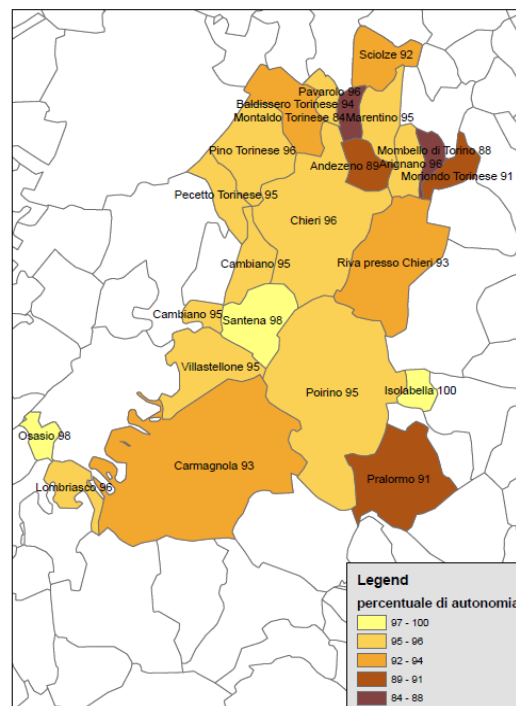 Sciolze 92
Pavarolo 96
Baldissero Torinese 94
Montaldo Torinese 84
Marentino 95
Pino Torinese 96
Andezeno 89
Mombello di Torino 88
Arignano 96
Moriondo Torinese 91
Pecetto Torinese 95
Chieri 96
Cambiano 95
Riva presso Chieri 93
Cambiano 95
Santena 98
Villastellone 95
Poirino 95
Isolabella 100
Osasio 98
Carmagnola 93
Pralormo 91
Lombriasco 96
Legend
percentuale di autonomia
97 - 100
95 - 96
92 - 94
89 - 91
84 - 88